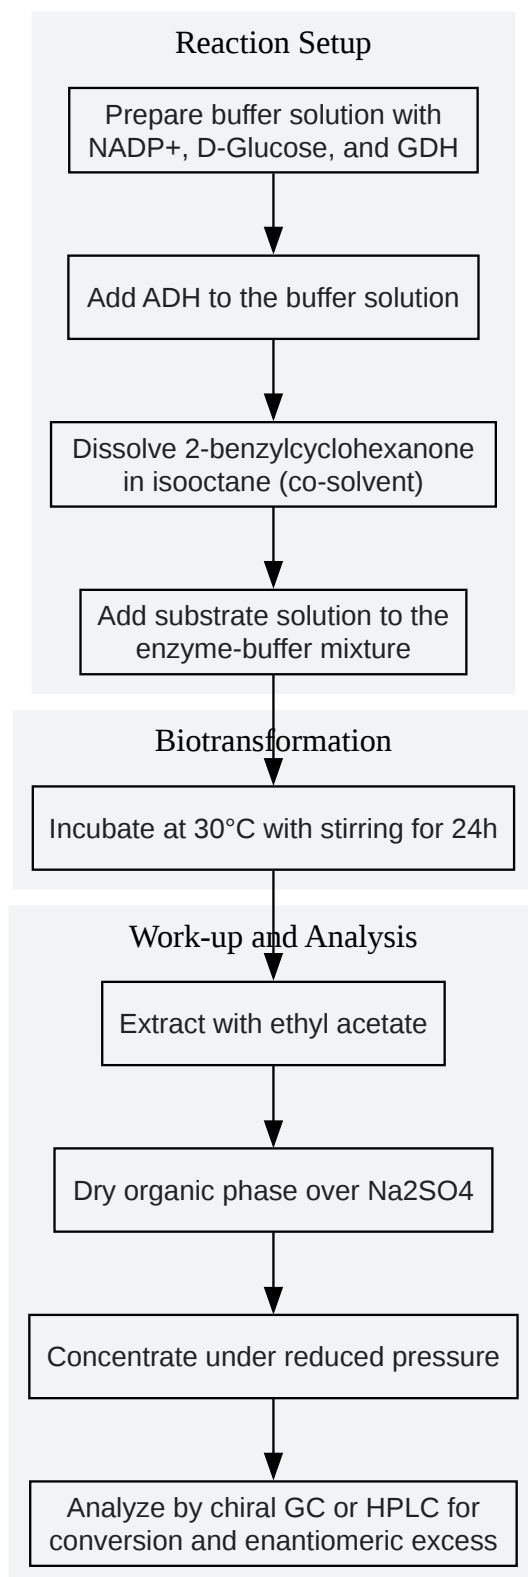 Reaction Setup
Prepare buffer solution with
NADP+, D-Glucose, and GDH
Add ADH to the buffer solution
Dissolve 2-benzylcyclohexanone
in isooctane (co-solvent)
Add substrate solution to the
enzyme-buffer mixture
Biotransformation
Incubate at 30°C with stirring for 24h
Work-up and Analysis
Extract with ethyl acetate
Dry organic phase over Na2SO4
Concentrate under reduced pressure
Analyze by chiral GC or HPLC for
conversion and enantiomeric excess